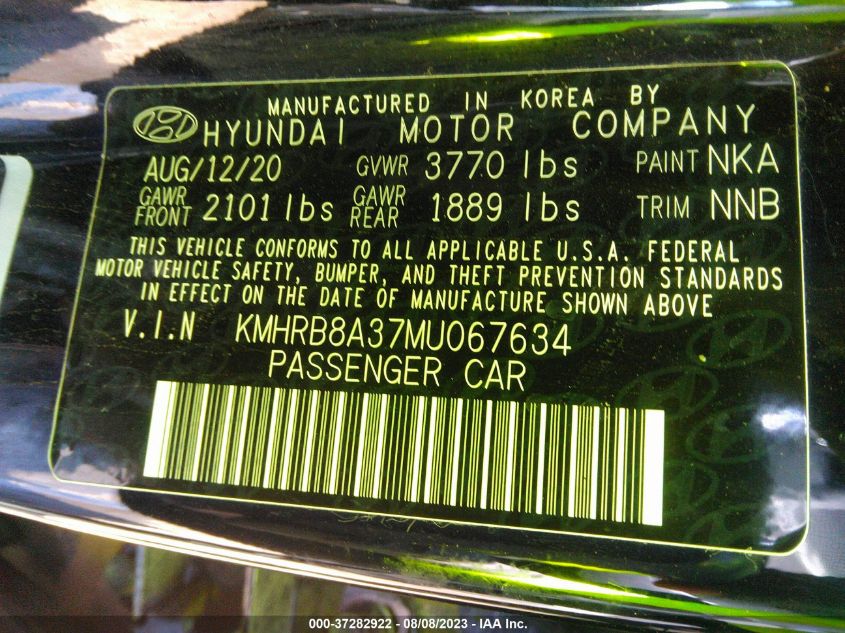 MANUFACTURED IN KOREA BY
HYUNDAI MOTOR COMPANY
AUG/12/20 GVWR 3770 lbs PAINT NKA
GAWR FRONT 2101 lbs GAWR REAR 1889 lbs TRIM NNB
THIS VEHICLE CONFORMS TO ALL APPLICABLE U.S.A. FEDERAL
MOTOR VEHICLE SAFETY, BUMPER, AND THEFT PREVENTION STANDARDS
IN EFFECT ON THE DATE OF MANUFACTURE SHOWN ABOVE
V.I.N KMHRB8A37MU067634
PASSENGER CAR
000-37282922 - 08/08/2023 - IAA Inc.